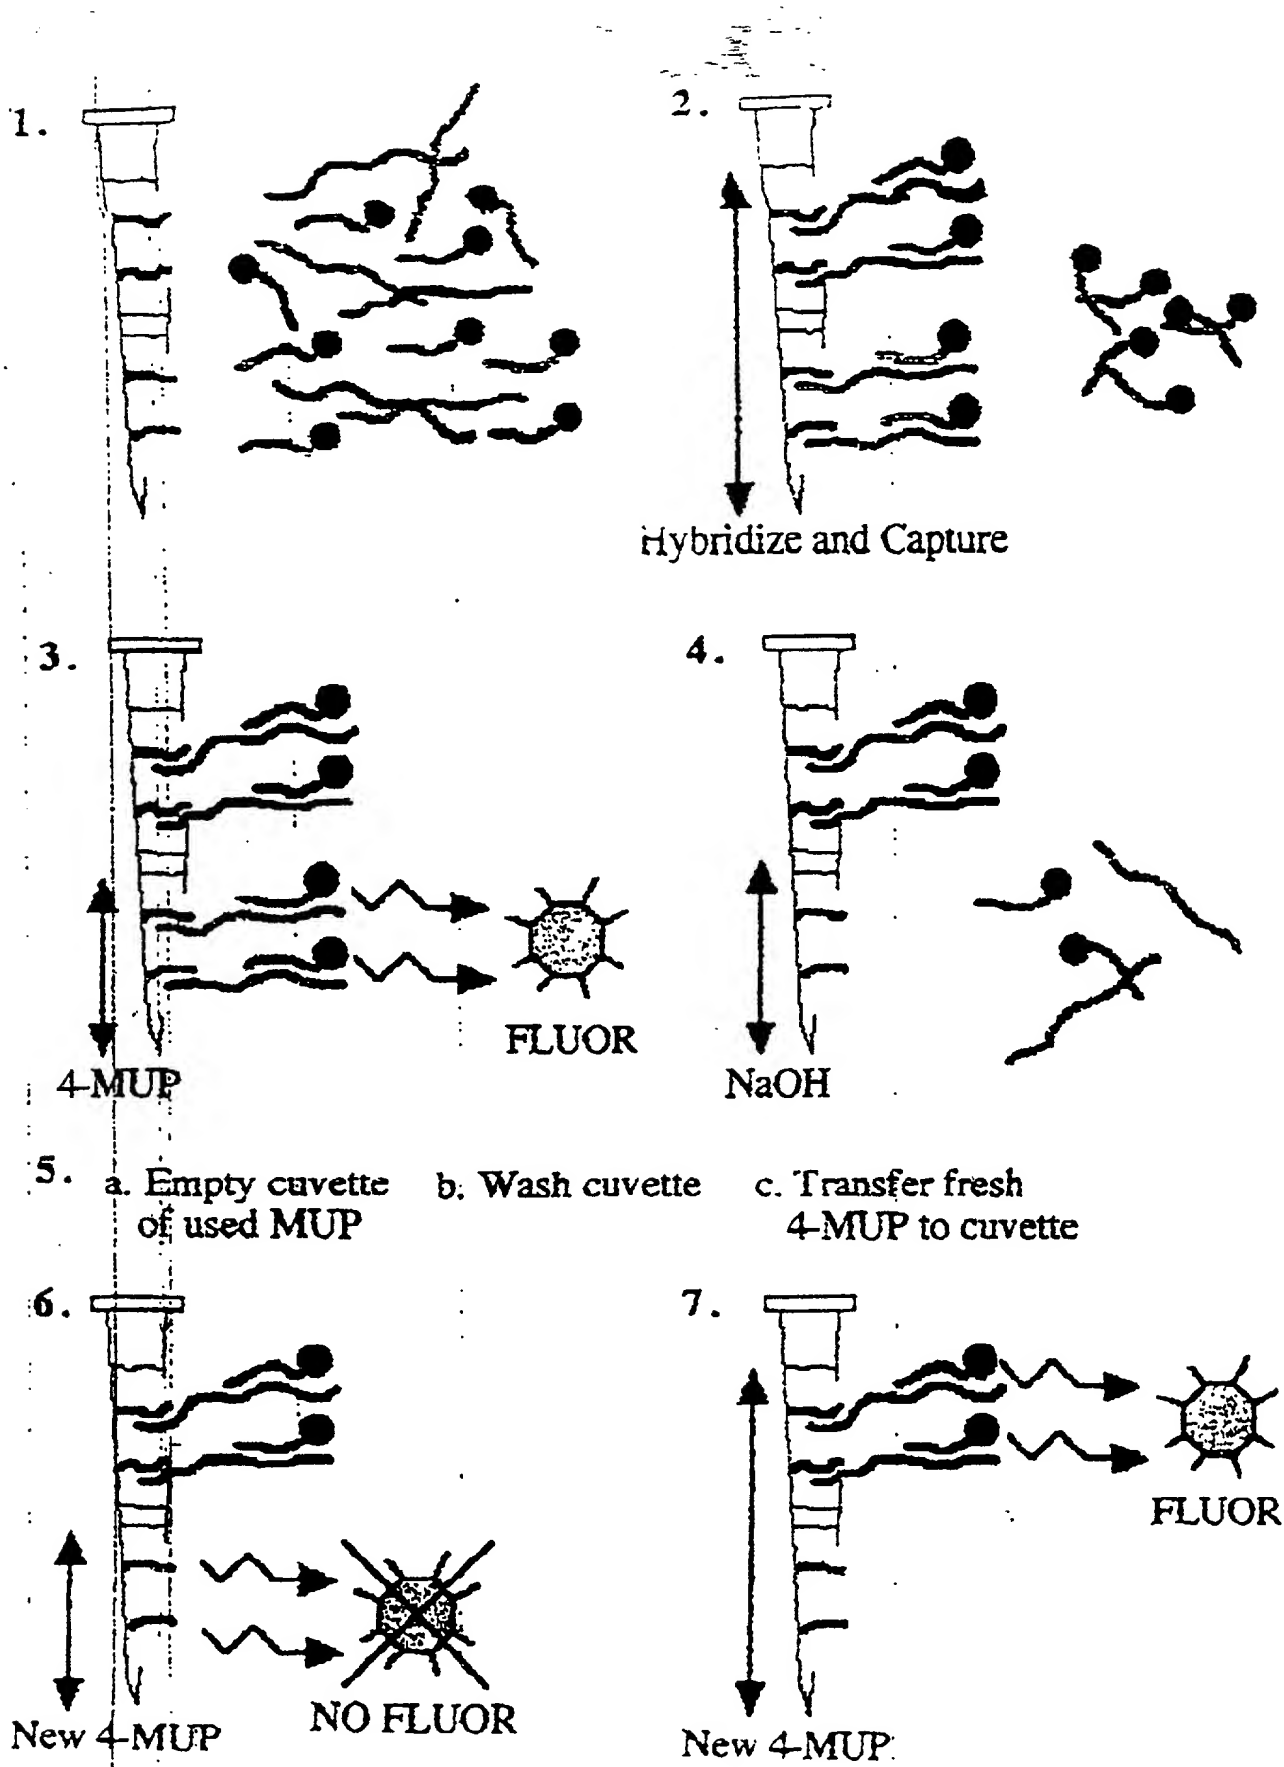 1.
2.
Hybridize and Capture
3.
4.
FLUOR
4-MUP
NaOH
5. a. Empty cuvette of used MUP
b. Wash cuvette
c. Transfer fresh 4-MUP to cuvette
6.
7.
FLUOR
NO FLUOR
New 4-MUP
New 4-MUP